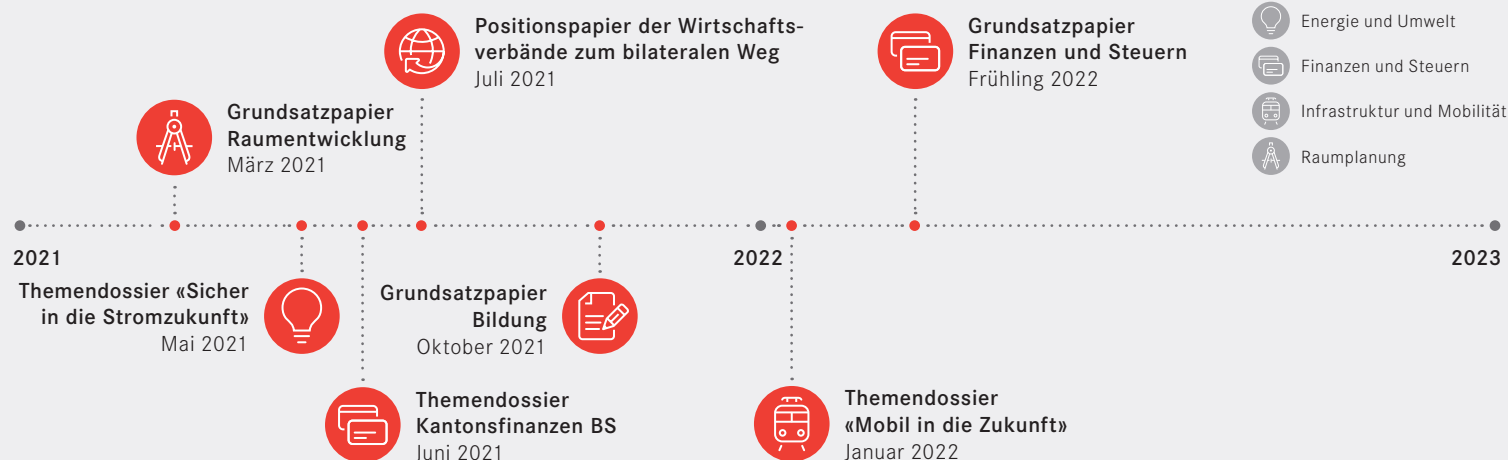 Positionspapier der Wirtschafts-
verbände zum bilateralen Weg
Juli 2021
Grundsatzpapier
Finanzen und Steuern
Frühling 2022
Energie und Umwelt
Finanzen und Steuern
Infrastruktur und Mobilität
Raumplanung
Grundsatzpapier
Raumentwicklung
März 2021
2021
2022
2023
Themendossier «Sicher
in die Stromzukunft»
Mai 2021
Grundsatzpapier
Bildung
Oktober 2021
Themendossier
Kantonsfinanzen BS
Juni 2021
Themendossier
«Mobil in die Zukunft»
Januar 2022